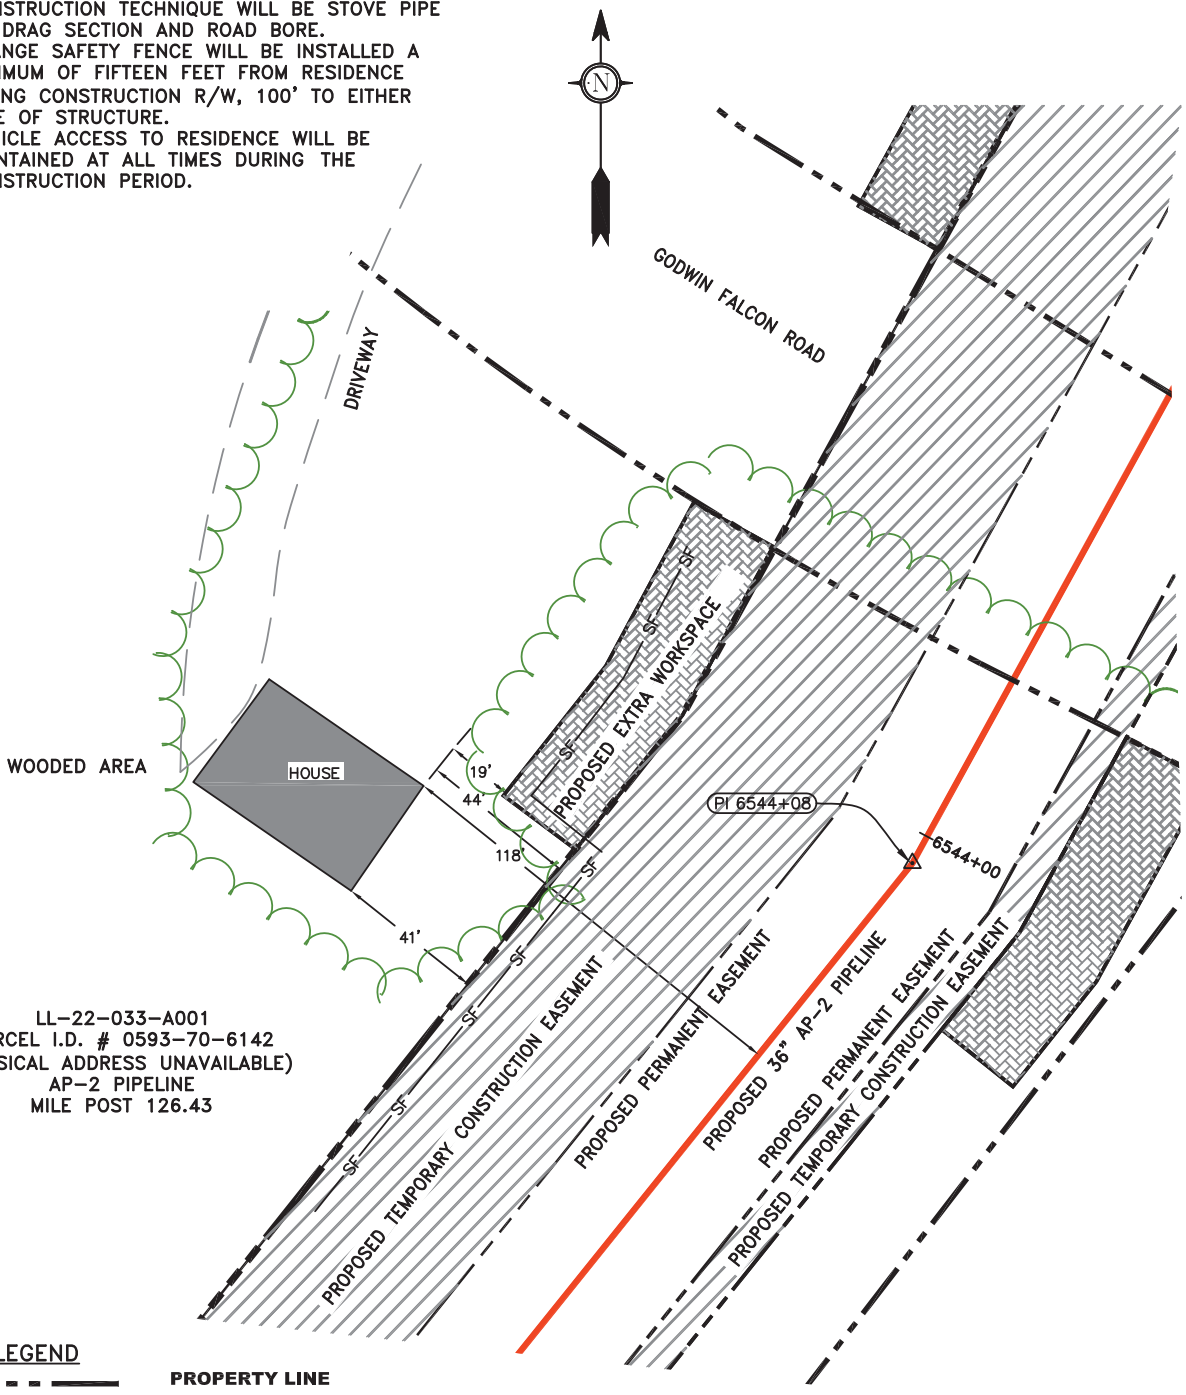 NSTRUCTION TECHNIQUE WILL BE STOVE PIPE
DRAG SECTION AND ROAD BORE.
ANGE SAFETY FENCE WILL BE INSTALLED A
IMUM OF FIFTEEN FEET FROM RESIDENCE
NG CONSTRUCTION R/W, 100' TO EITHER
E OF STRUCTURE.
ICLE ACCESS TO RESIDENCE WILL BE
NTAINED AT ALL TIMES DURING THE
NSTRUCTION PERIOD.
N
GODWIN FALCON ROAD
DRIVEWAY
SF
SF
SF
PROPOSED EXTRA WORKSPACE
WOODED AREA
HOUSE
19'
44'
118'
41'
PI 6544+08
6544+00
SF
SF
SF
SF
SF
PROPOSED TEMPORARY CONSTRUCTION EASEMENT
PROPOSED PERMANENT EASEMENT
PROPOSED 36" AP-2 PIPELINE
PROPOSED PERMANENT EASEMENT
PROPOSED TEMPORARY CONSTRUCTION EASEMENT
LL-22-033-A001
RCEL I.D. # 0593-70-6142
SICAL ADDRESS UNAVAILABLE)
AP-2 PIPELINE
MILE POST 126.43
LEGEND
PROPERTY LINE